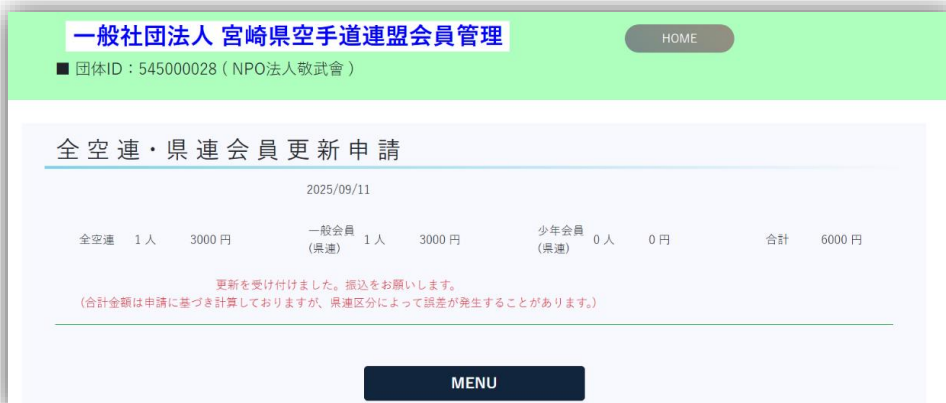 一般社団法人 宮崎県空手道連盟会員管理
HOME
■ 団体ID：545000028 ( NPO法人敬武會 )
全空連・県連会員更新申請
2025/09/11
全空連 1 人 3000 円 一般会員(県連) 1 人 3000 円 少年会員(県連) 0 人 0 円 合計 6000 円
更新を受け付けました。振込をお願いします。
（合計金額は申請に基づき計算しておりますが、県連区分によって誤差が発生することがあります。）
MENU